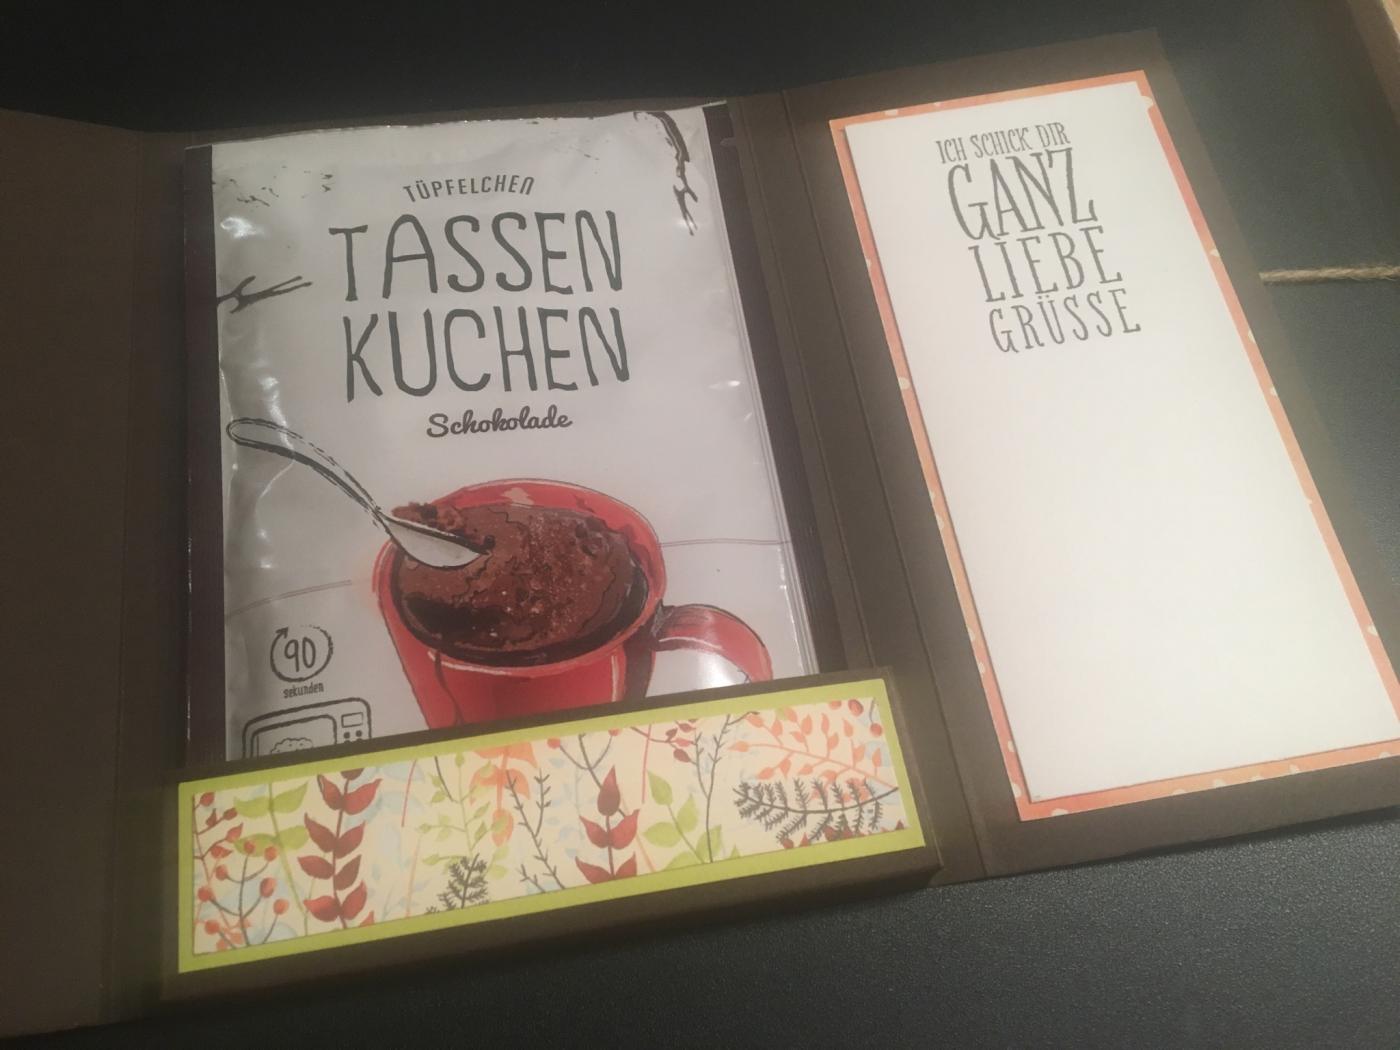 TÜPFELCHEN
TASSEN
KUCHEN
Schokolade
90
sekunden
ICH SCHICK DIR
GANZ
LIEBE
GRÜSSE